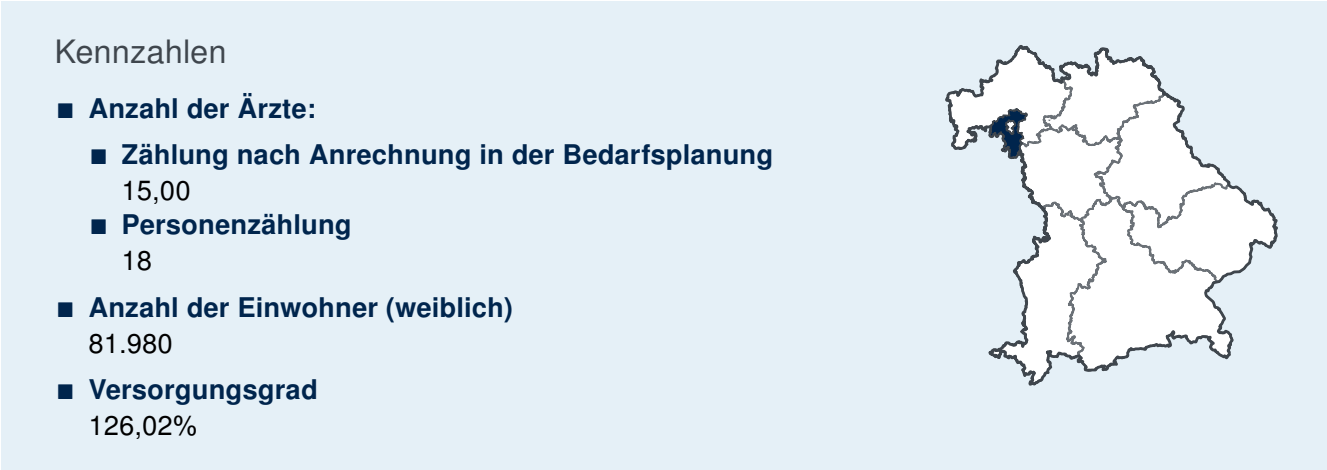 Kennzahlen
■ Anzahl der Ärzte:
■ Zählung nach Anrechnung in der Bedarfsplanung
15,00
■ Personenzählung
18
■ Anzahl der Einwohner (weiblich)
81.980
■ Versorgungsgrad
126,02%